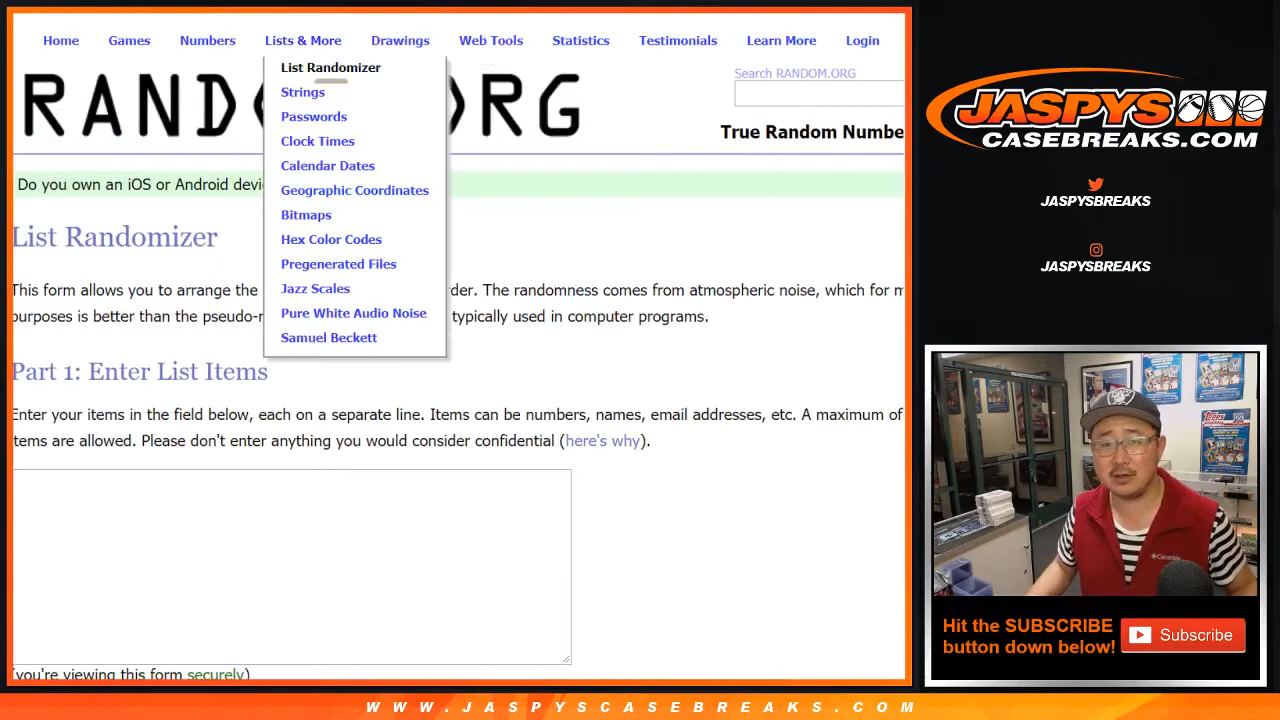 Home Games Numbers Lists & More Drawings Web Tools Statistics Testimonials Learn More Login
List Randomizer
Strings
Passwords
Clock Times
Calendar Dates
Geographic Coordinates
Bitmaps
Hex Color Codes
Pregenerated Files
Jazz Scales
Pure White Audio Noise
Samuel Beckett
RAND ORG
Search RANDOM.ORG
True Random Numbe
Do you own an iOS or Android devi
List Randomizer
This form allows you to arrange the rder. The randomness comes from atmospheric noise, which for m
purposes is better than the pseudo-r typically used in computer programs.
Part 1: Enter List Items
Enter your items in the field below, each on a separate line. Items can be numbers, names, email addresses, etc. A maximum of
items are allowed. Please don't enter anything you would consider confidential (here's why).
(you're viewing this form securely)
JASPYS
CASEBREAKS.COM
JASPYSBREAKS
JASPYSBREAKS
Columbia
Hit the SUBSCRIBE
button down below!
Subscribe
WWW.JASPYSCASEBREAKS.COM